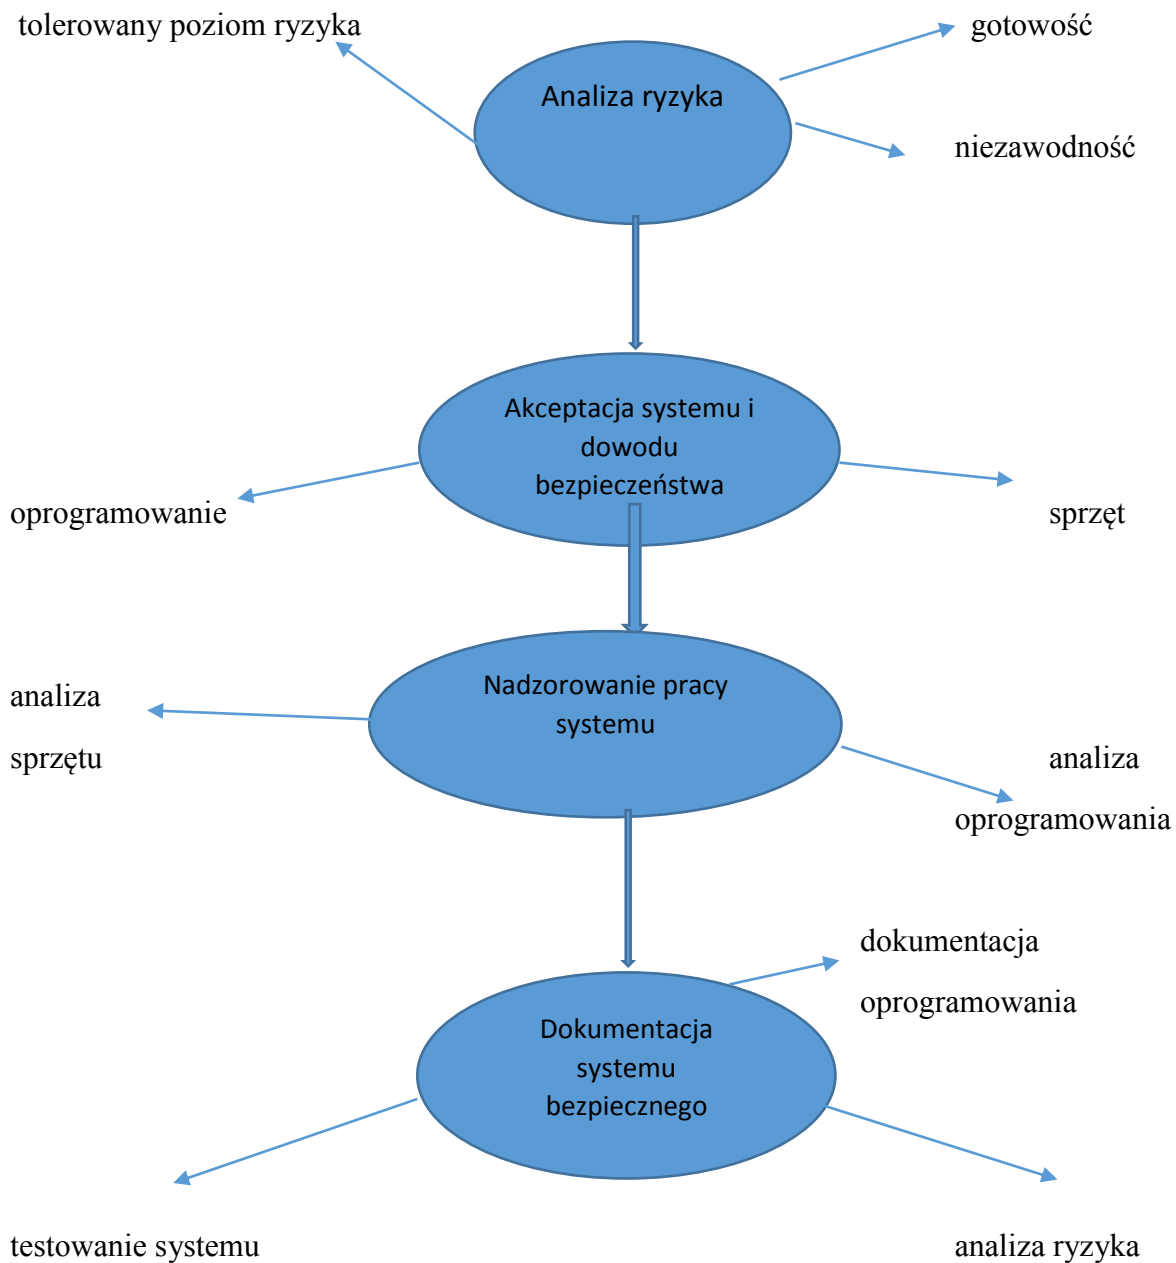 tolerowany poziom ryzyka
gotowość
Analiza ryzyka
niezawodność
Akceptacja systemu i
dowodu
bezpieczeństwa
oprogramowanie
sprzęt
Nadzorowanie pracy
systemu
analiza
sprzętu
analiza
oprogramowania
dokumentacja
oprogramowania
Dokumentacja
systemu
bezpiecznego
testowanie systemu
analiza ryzyka